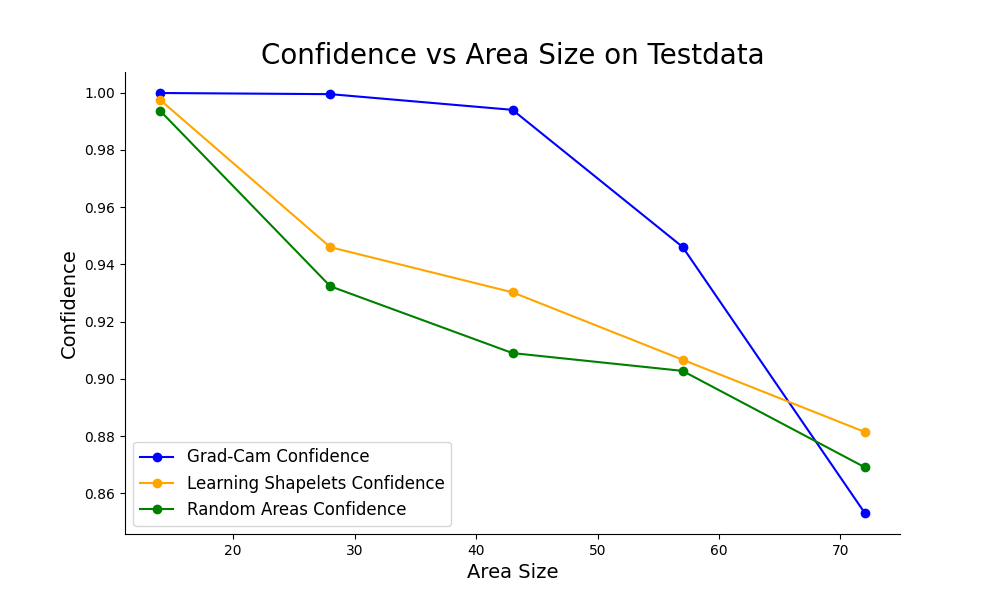 Confidence vs Area Size on Testdata
Confidence
1.00
0.98
0.96
0.94
0.92
0.90
0.88
0.86
Grad-Cam Confidence
Learning Shapelets Confidence
Random Areas Confidence
20 30 40 50 60 70
Area Size